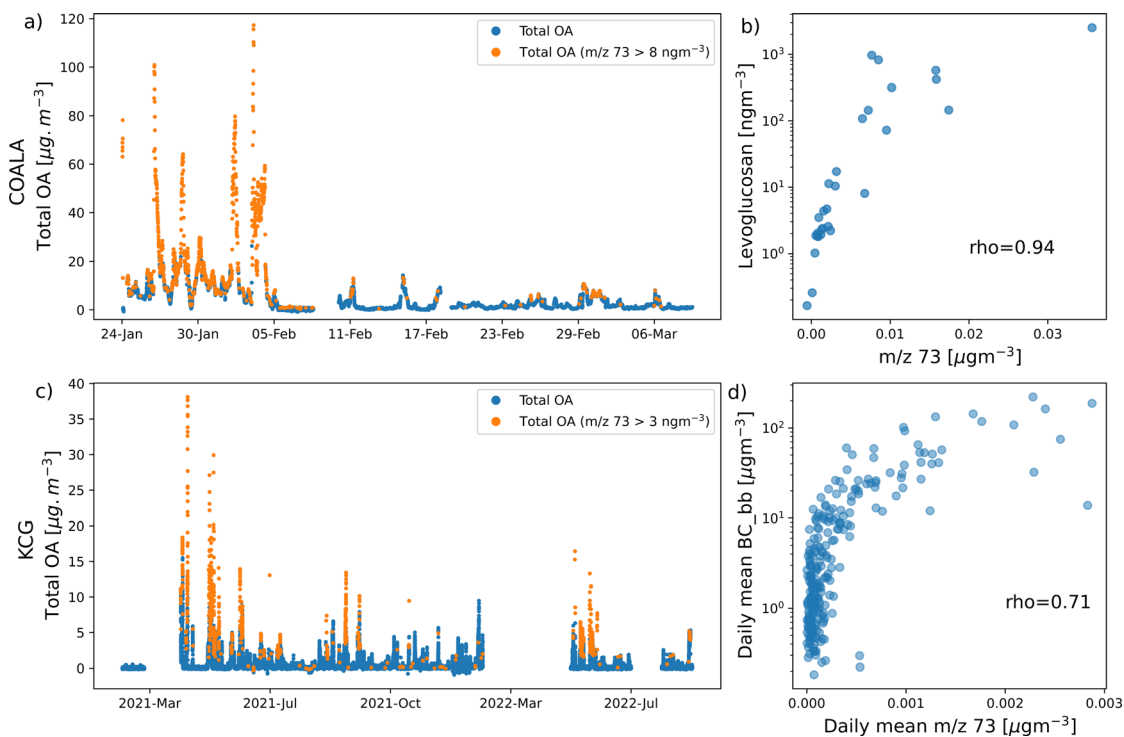 a)
COALA
Total OA [μg.m⁻³]
120
100
80
60
40
20
0
Total OA
Total OA (m/z 73 > 8 ngm⁻³)
24-Jan
30-Jan
05-Feb
11-Feb
17-Feb
23-Feb
29-Feb
06-Mar
b)
Levoglucosan [ngm⁻³]
10³
10²
10¹
10⁰
rho=0.94
0.00
0.01
0.02
0.03
m/z 73 [μgm⁻³]
c)
KCG
Total OA [μg.m⁻³]
40
35
30
25
20
15
10
5
0
Total OA
Total OA (m/z 73 > 3 ngm⁻³)
2021-Mar
2021-Jul
2021-Oct
2022-Mar
2022-Jul
d)
Daily mean BC_bb [μgm⁻³]
10²
10¹
10⁰
rho=0.71
0.000
0.001
0.002
0.003
Daily mean m/z 73 [μgm⁻³]